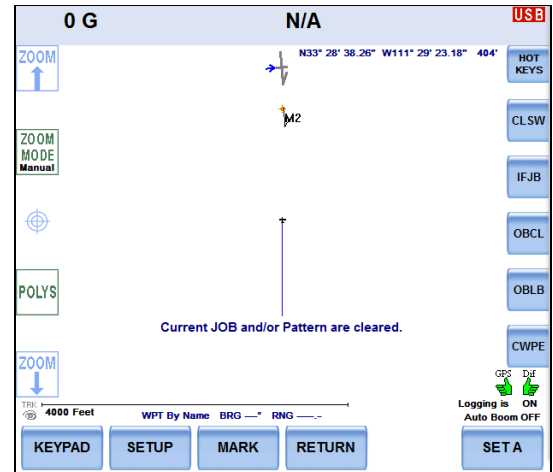 0 G N/A USB
N33° 28' 38.26" W111° 29' 23.18" 404'
ZOOM
HOT
KEYS
M2
CLSW
ZOOM
MODE
Manual
IFJB
OBCL
POLYS
OBLB
Current JOB and/or Pattern are cleared.
CWPE
ZOOM
GPS Dif
TRK
4000 Feet
WPT By Name BRG —° RNG —.-
Logging is ON
Auto Boom OFF
KEYPAD SETUP MARK RETURN SET A